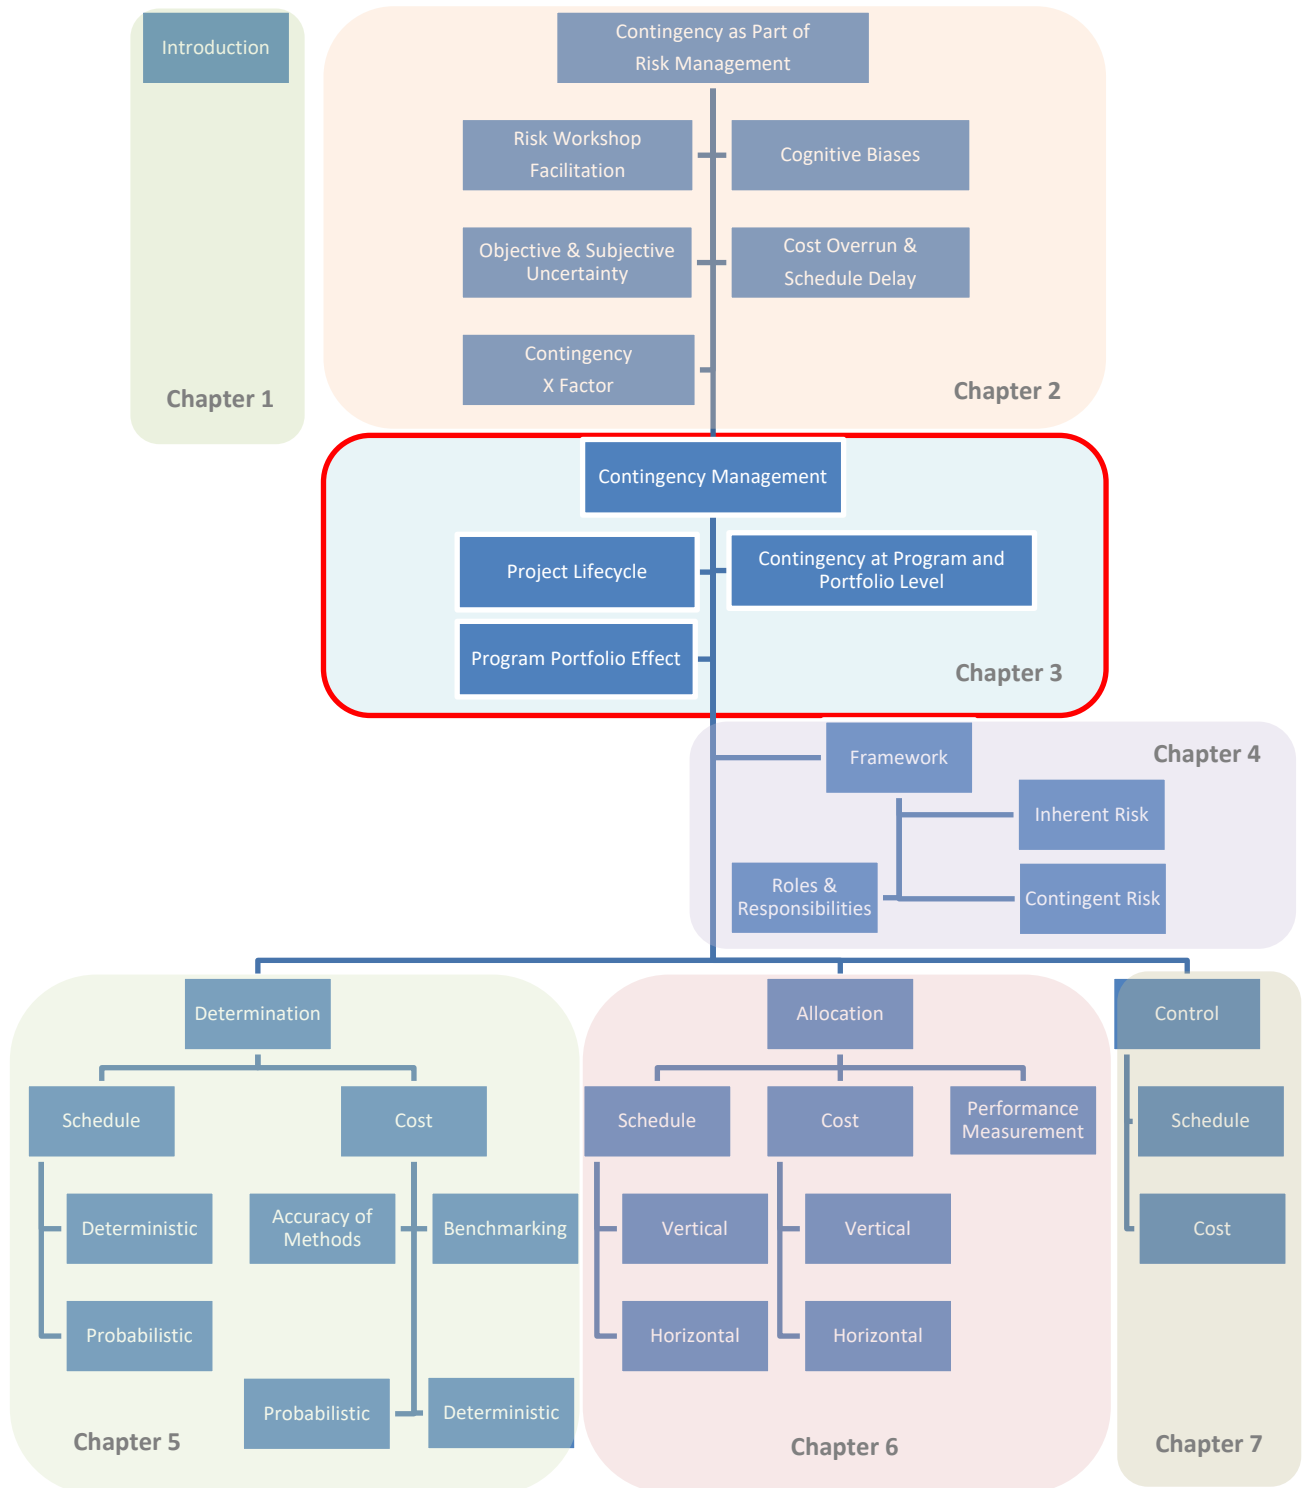 Introduction
Chapter 1
Contingency as Part of
Risk Management
Risk Workshop
Facilitation
Cognitive Biases
Objective & Subjective
Uncertainty
Cost Overrun &
Schedule Delay
Contingency
X Factor
Chapter 2
Contingency Management
Project Lifecycle
Contingency at Program and
Portfolio Level
Program Portfolio Effect
Chapter 3
Framework
Chapter 4
Inherent Risk
Roles &
Responsibilities
Contingent Risk
Determination
Schedule
Cost
Deterministic
Accuracy of
Methods
Benchmarking
Probabilistic
Probabilistic
Deterministic
Chapter 5
Allocation
Schedule
Cost
Performance
Measurement
Vertical
Vertical
Horizontal
Horizontal
Chapter 6
Control
Schedule
Cost
Chapter 7